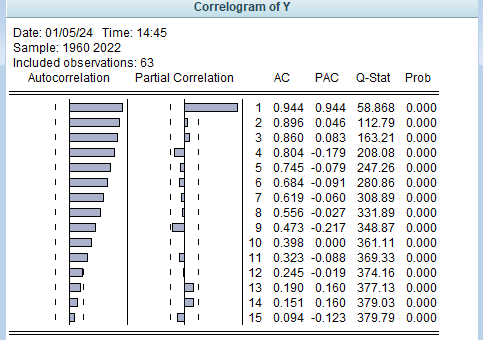 Correlogram of Y
Date: 01/05/24 Time: 14:45
Sample: 1960 2022
Included observations: 63
Autocorrelation Partial Correlation AC PAC Q-Stat Prob
1 0.944 0.944 58.868 0.000
2 0.896 0.046 112.79 0.000
3 0.860 0.083 163.21 0.000
4 0.804 -0.179 208.08 0.000
5 0.745 -0.079 247.26 0.000
6 0.684 -0.091 280.86 0.000
7 0.619 -0.060 308.89 0.000
8 0.556 -0.027 331.89 0.000
9 0.473 -0.217 348.87 0.000
10 0.398 0.000 361.11 0.000
11 0.323 -0.088 369.33 0.000
12 0.245 -0.019 374.16 0.000
13 0.190 0.160 377.13 0.000
14 0.151 0.160 379.03 0.000
15 0.094 -0.123 379.79 0.000